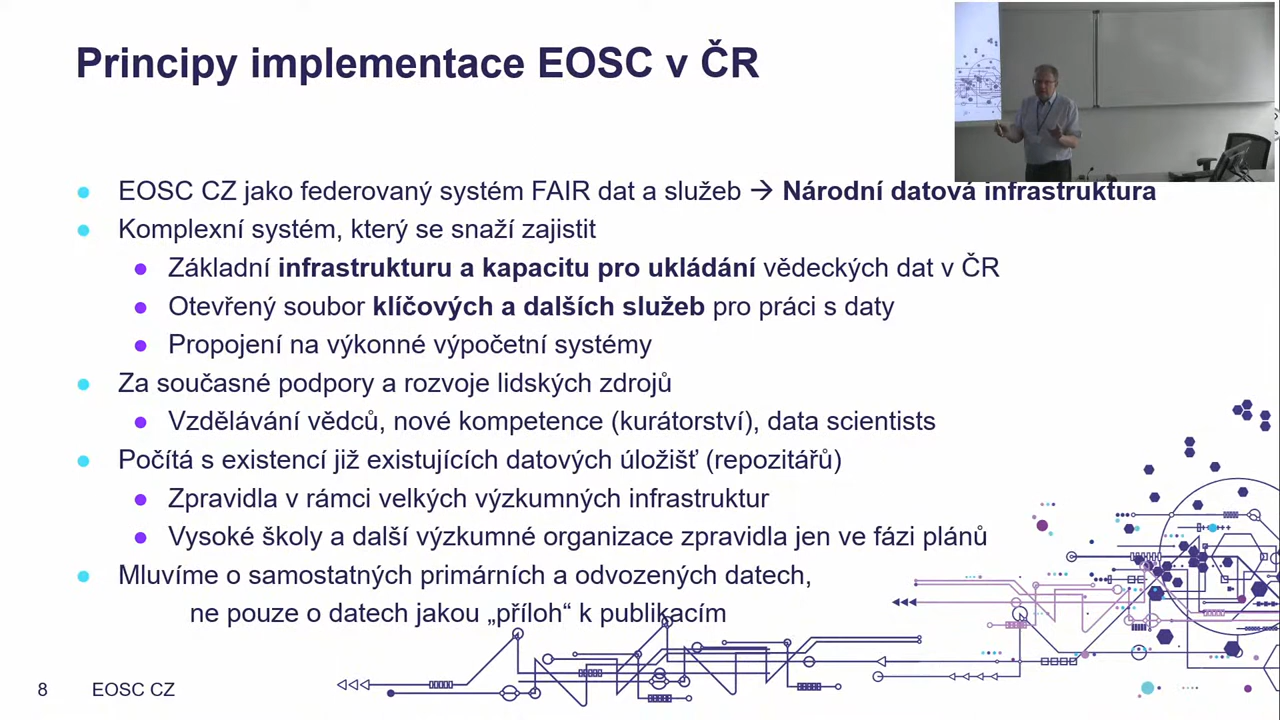 Principy implementace EOSC v ČR
EOSC CZ jako federovaný systém FAIR dat a služeb → Národní datová infrastruktura
Komplexní systém, který se snaží zajistit
Základní infrastrukturu a kapacitu pro ukládání vědeckých dat v ČR
Otevřený soubor klíčových a dalších služeb pro práci s daty
Propojení na výkonné výpočetní systémy
Za současné podpory a rozvoje lidských zdrojů
Vzdělávání vědců, nové kompetence (kurátorství), data scientists
Počítá s existencí již existujících datových úložišť (repozitářů)
Zpravidla v rámci velkých výzkumných infrastruktur
Vysoké školy a další výzkumné organizace zpravidla jen ve fázi plánů
Mluvíme o samostatných primárních a odvozených datech,
ne pouze o datech jakou „příloh“ k publikacím
8 EOSC CZ